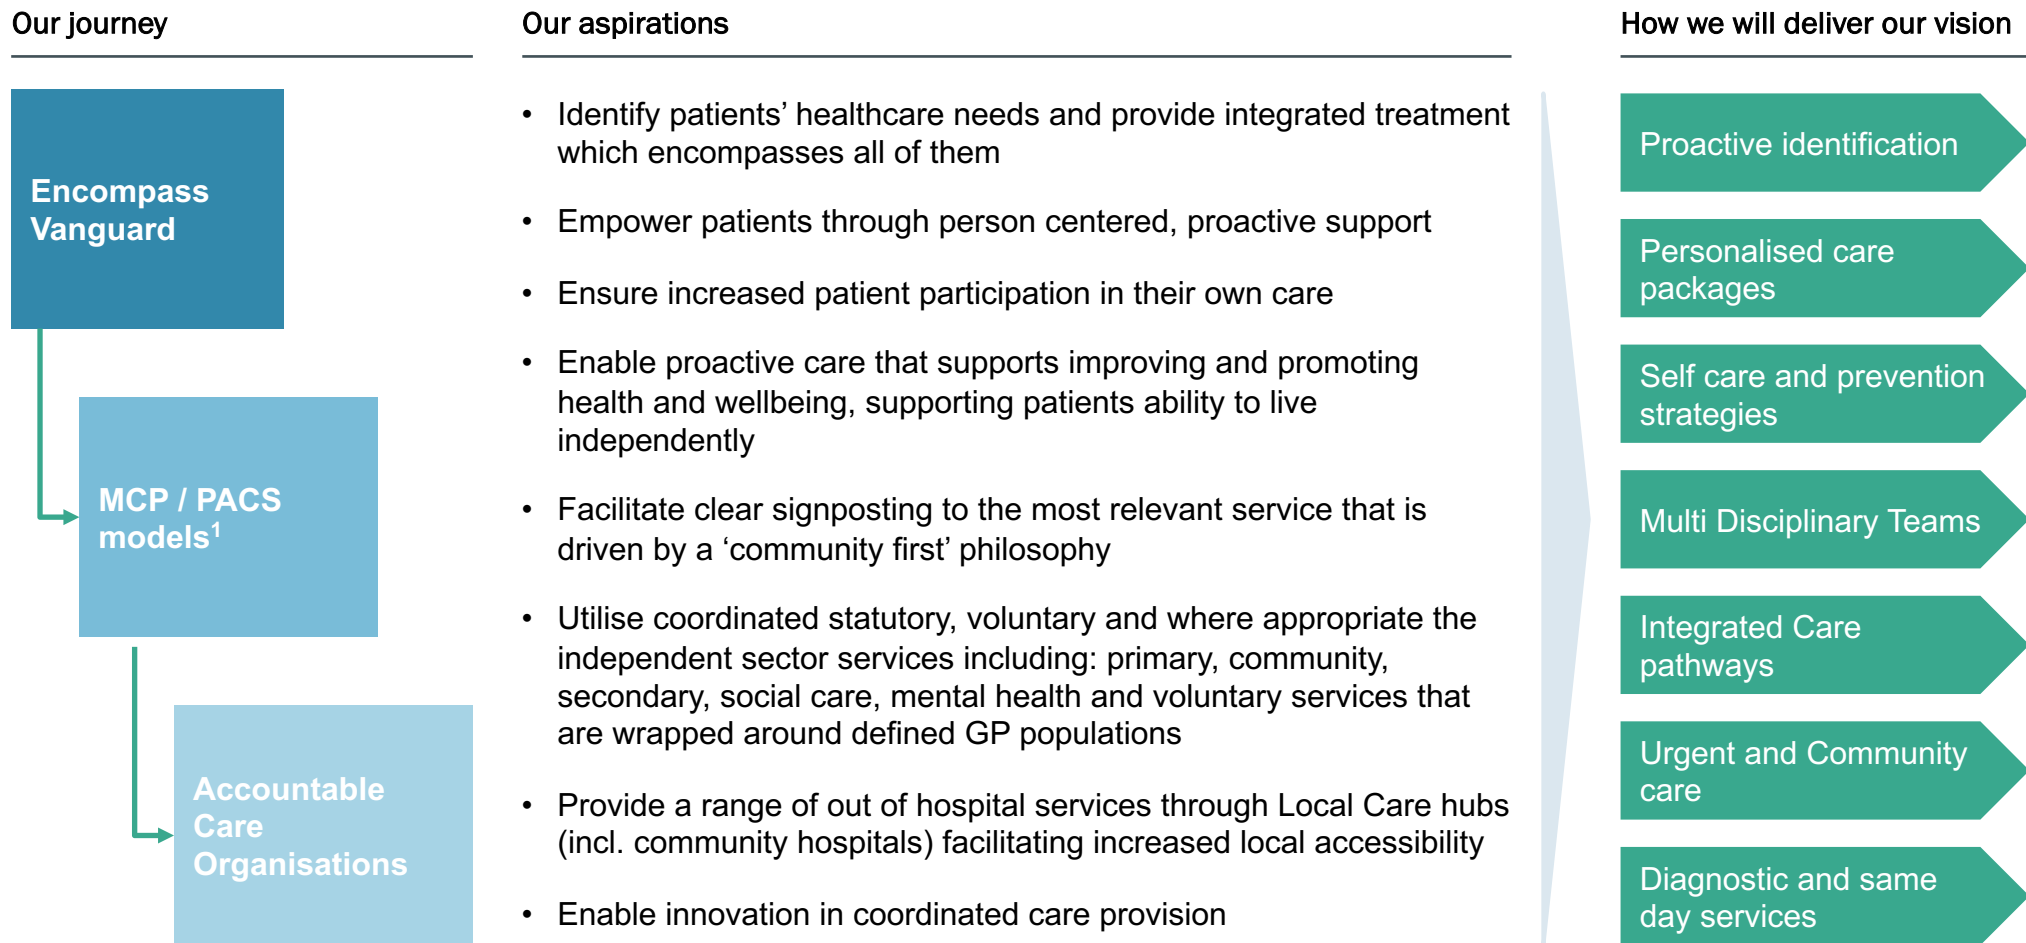 Our journey
Encompass
Vanguard
MCP / PACS
models1
Accountable
Care
Organisations
Our aspirations
• Identify patients’ healthcare needs and provide integrated treatment
which encompasses all of them
• Empower patients through person centered, proactive support
• Ensure increased patient participation in their own care
• Enable proactive care that supports improving and promoting
health and wellbeing, supporting patients ability to live
independently
• Facilitate clear signposting to the most relevant service that is
driven by a ‘community first’ philosophy
• Utilise coordinated statutory, voluntary and where appropriate the
independent sector services including: primary, community,
secondary, social care, mental health and voluntary services that
are wrapped around defined GP populations
• Provide a range of out of hospital services through Local Care hubs
(incl. community hospitals) facilitating increased local accessibility
• Enable innovation in coordinated care provision
How we will deliver our vision
Proactive identification
Personalised care
packages
Self care and prevention
strategies
Multi Disciplinary Teams
Integrated Care
pathways
Urgent and Community
care
Diagnostic and same
day services